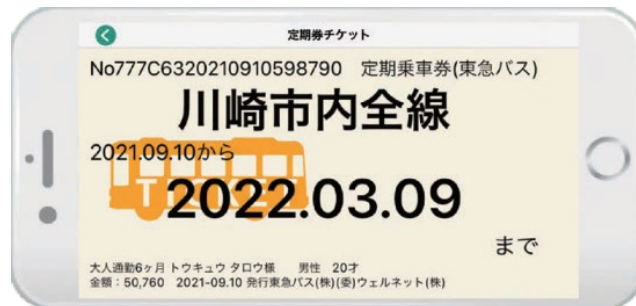 定期券チケット
No777C6320210910598790 定期乗車券(東急バス)
川崎市内全線
2021.09.10から
TOKYU
2022.03.09
まで
大人通勤6ヶ月 トウキュウ タロウ様 男性 20才
金額：50,760 2021-09.10 発行東急バス(株)(委)ウェルネット(株)